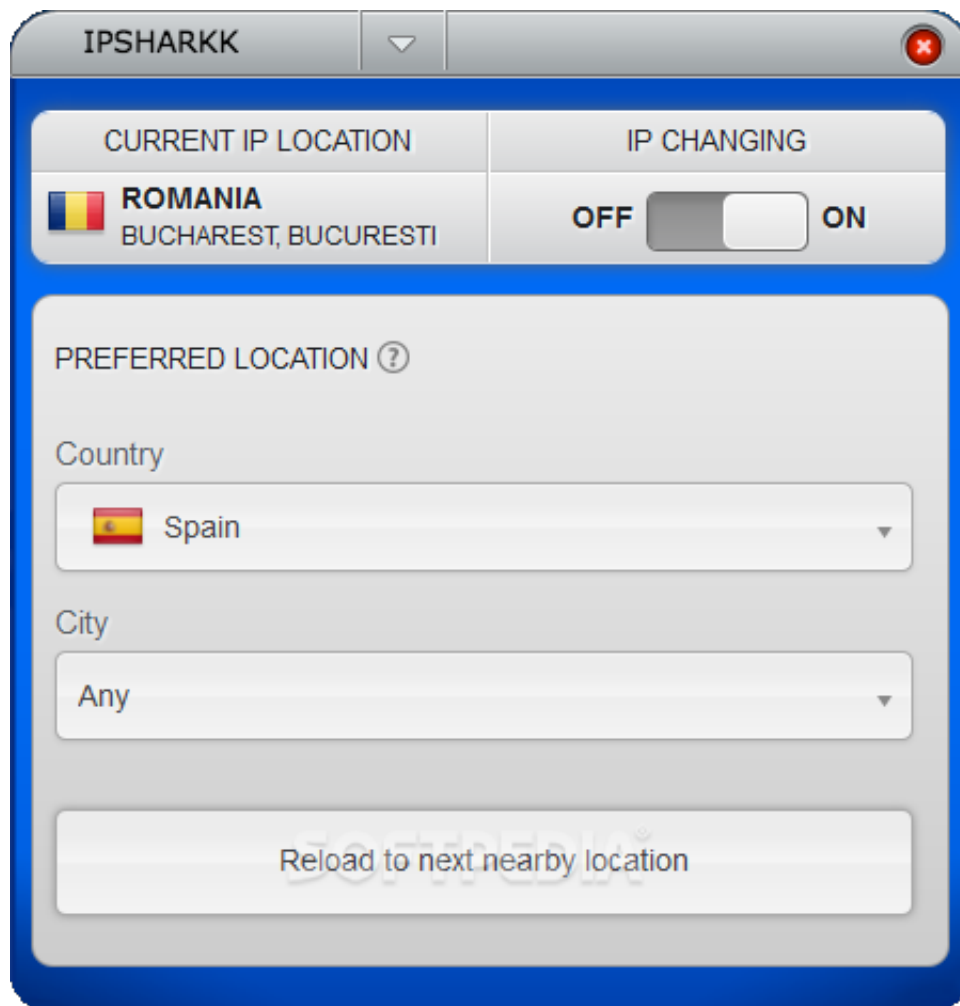 IPSHARKK
CURRENT IP LOCATION
IP CHANGING
ROMANIA
BUCHAREST, BUCURESTI
OFF
ON
PREFERRED LOCATION ?
Country
Spain
City
Any
SOFTPEDIA®
Reload to next nearby location